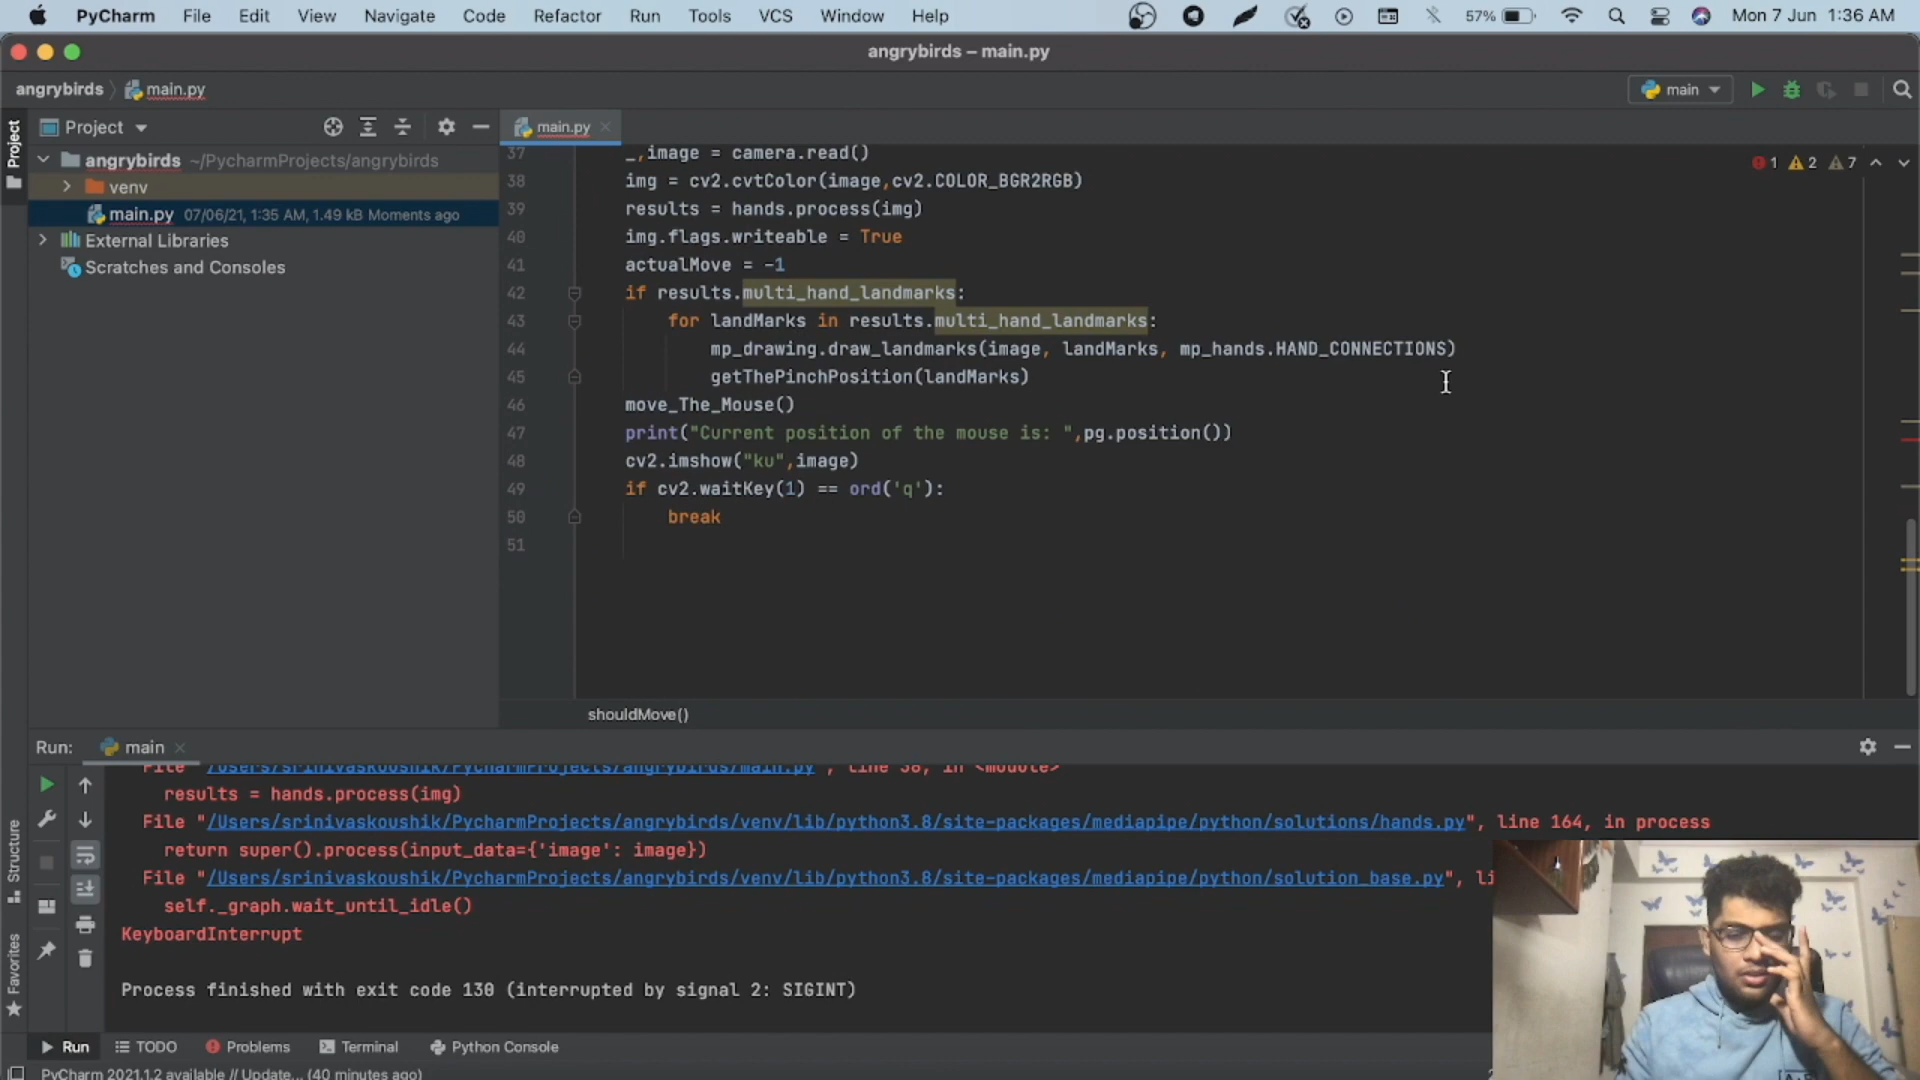 PyCharm File Edit View Navigate Code Refactor Run Tools VCS Window Help 57% Mon 7 Jun 1:36 AM
angrybirds – main.py
angrybirds main.py main
Project Project main.py
angrybirds ~/PycharmProjects/angrybirds 1 2 7
venv
main.py 07/06/21, 1:35 AM, 1.49 kB Moments ago
External Libraries
Scratches and Consoles
37 _,image = camera.read()
38 img = cv2.cvtColor(image,cv2.COLOR_BGR2RGB)
39 results = hands.process(img)
40 img.flags.writeable = True
41 actualMove = -1
42 if results.multi_hand_landmarks:
43 for landMarks in results.multi_hand_landmarks:
44 mp_drawing.draw_landmarks(image, landMarks, mp_hands.HAND_CONNECTIONS)
45 getThePinchPosition(landMarks)
46 move_The_Mouse()
47 print("Current position of the mouse is: ",pg.position())
48 cv2.imshow("ku",image)
49 if cv2.waitKey(1) == ord('q'):
50 break
51
shouldMove()
Run: main
File "/Users/srinivaskoushik/PycharmProjects/angrybirds/main.py", line 38, in <module>
results = hands.process(img)
File "/Users/srinivaskoushik/PycharmProjects/angrybirds/venv/lib/python3.8/site-packages/mediapipe/python/solutions/hands.py", line 164, in process
return super().process(input_data={'image': image})
File "/Users/srinivaskoushik/PycharmProjects/angrybirds/venv/lib/python3.8/site-packages/mediapipe/python/solution_base.py", li
self._graph.wait_until_idle()
KeyboardInterrupt
Process finished with exit code 130 (interrupted by signal 2: SIGINT)
Structure
Favorites
Run TODO Problems Terminal Python Console
PyCharm 2021.1.2 available // Update... (40 minutes ago)